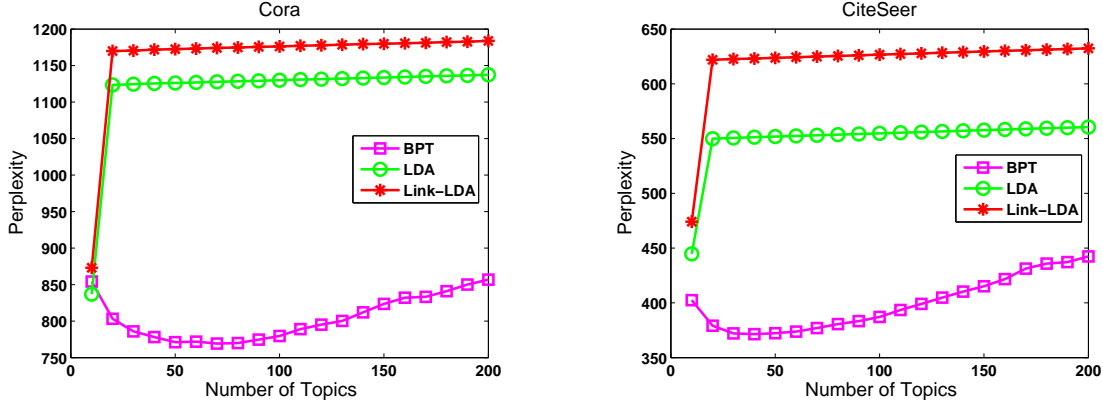 Cora
1200
1150
1100
1050
1000
950
900
850
800
750
0
50
100
150
200
Perplexity
Number of Topics
BPT
LDA
Link-LDA
CiteSeer
650
600
550
500
450
400
350
0
50
100
150
200
Perplexity
Number of Topics
BPT
LDA
Link-LDA